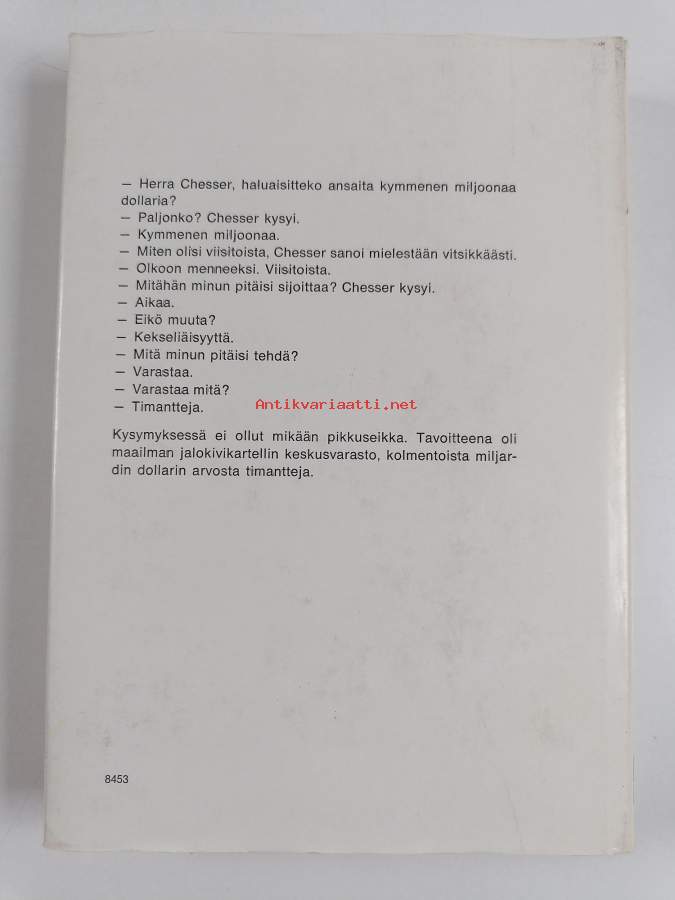 – Herra Chesser, haluaisitteko ansaita kymmenen miljoonaa
dollaria?
– Paljonko? Chesser kysyi.
– Kymmenen miljoonaa.
– Miten olisi viisitoista, Chesser sanoi mielestään vitsikkäästi.
– Olkoon menneeksi. Viisitoista.
– Mitähän minun pitäisi sijoittaa? Chesser kysyi.
– Aikaa.
– Eikö muuta?
– Kekseliäisyyttä.
– Mitä minun pitäisi tehdä?
– Varastaa.
– Varastaa mitä?
– Timantteja.
Antikvariaatti.net
Kysymyksessä ei ollut mikään pikkuseikka. Tavoitteena oli
maailman jalokivikartellin keskusvarasto, kolmentoista miljar-
din dollarin arvosta timantteja.
8453